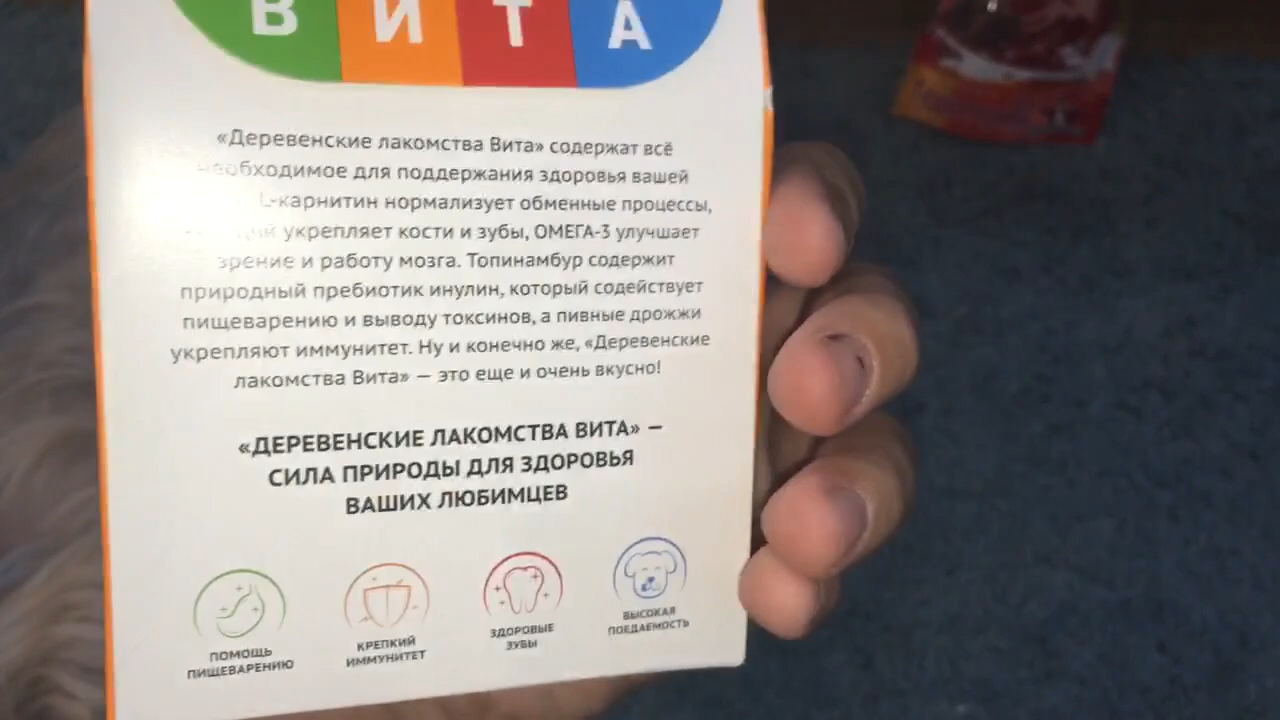 ВИТА
«Деревенские лакомства Вита» содержат всё
необходимое для поддержания здоровья вашей
L-карнитин нормализует обменные процессы,
укрепляет кости и зубы, ОМЕГА-3 улучшает
зрение и работу мозга. Топинамбур содержит
природный пребиотик инулин, который содействует
пищеварению и выводу токсинов, а пивные дрожжи
укрепляют иммунитет. Ну и конечно же, «Деревенские
лакомства Вита» — это еще и очень вкусно!
«ДЕРЕВЕНСКИЕ ЛАКОМСТВА ВИТА» —
СИЛА ПРИРОДЫ ДЛЯ ЗДОРОВЬЯ
ВАШИХ ЛЮБИМЦЕВ
ПОМОЩЬ
ПИЩЕВАРЕНИЮ
КРЕПКИЙ
ИММУНИТЕТ
ЗДОРОВЫЕ
ЗУБЫ
ВЫСОКАЯ
ПОЕДАЕМОСТЬ